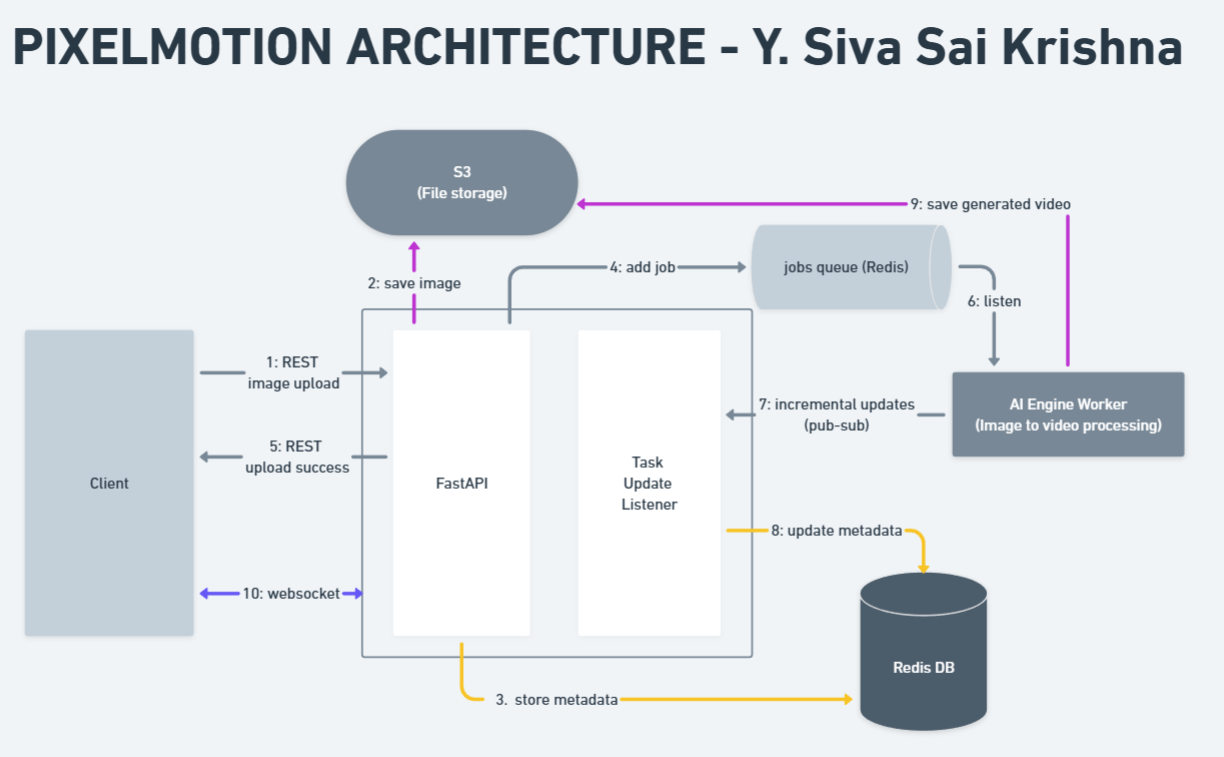 PIXELMOTION ARCHITECTURE - Y. Siva Sai Krishna
S3
(File storage)
9: save generated video
2: save image
4: add job
jobs queue (Redis)
6: listen
1: REST
image upload
7: incremental updates
(pub-sub)
AI Engine Worker
(Image to video processing)
5: REST
upload success
Client
FastAPI
Task
Update
Listener
8: update metadata
10: websocket
Redis DB
3. store metadata